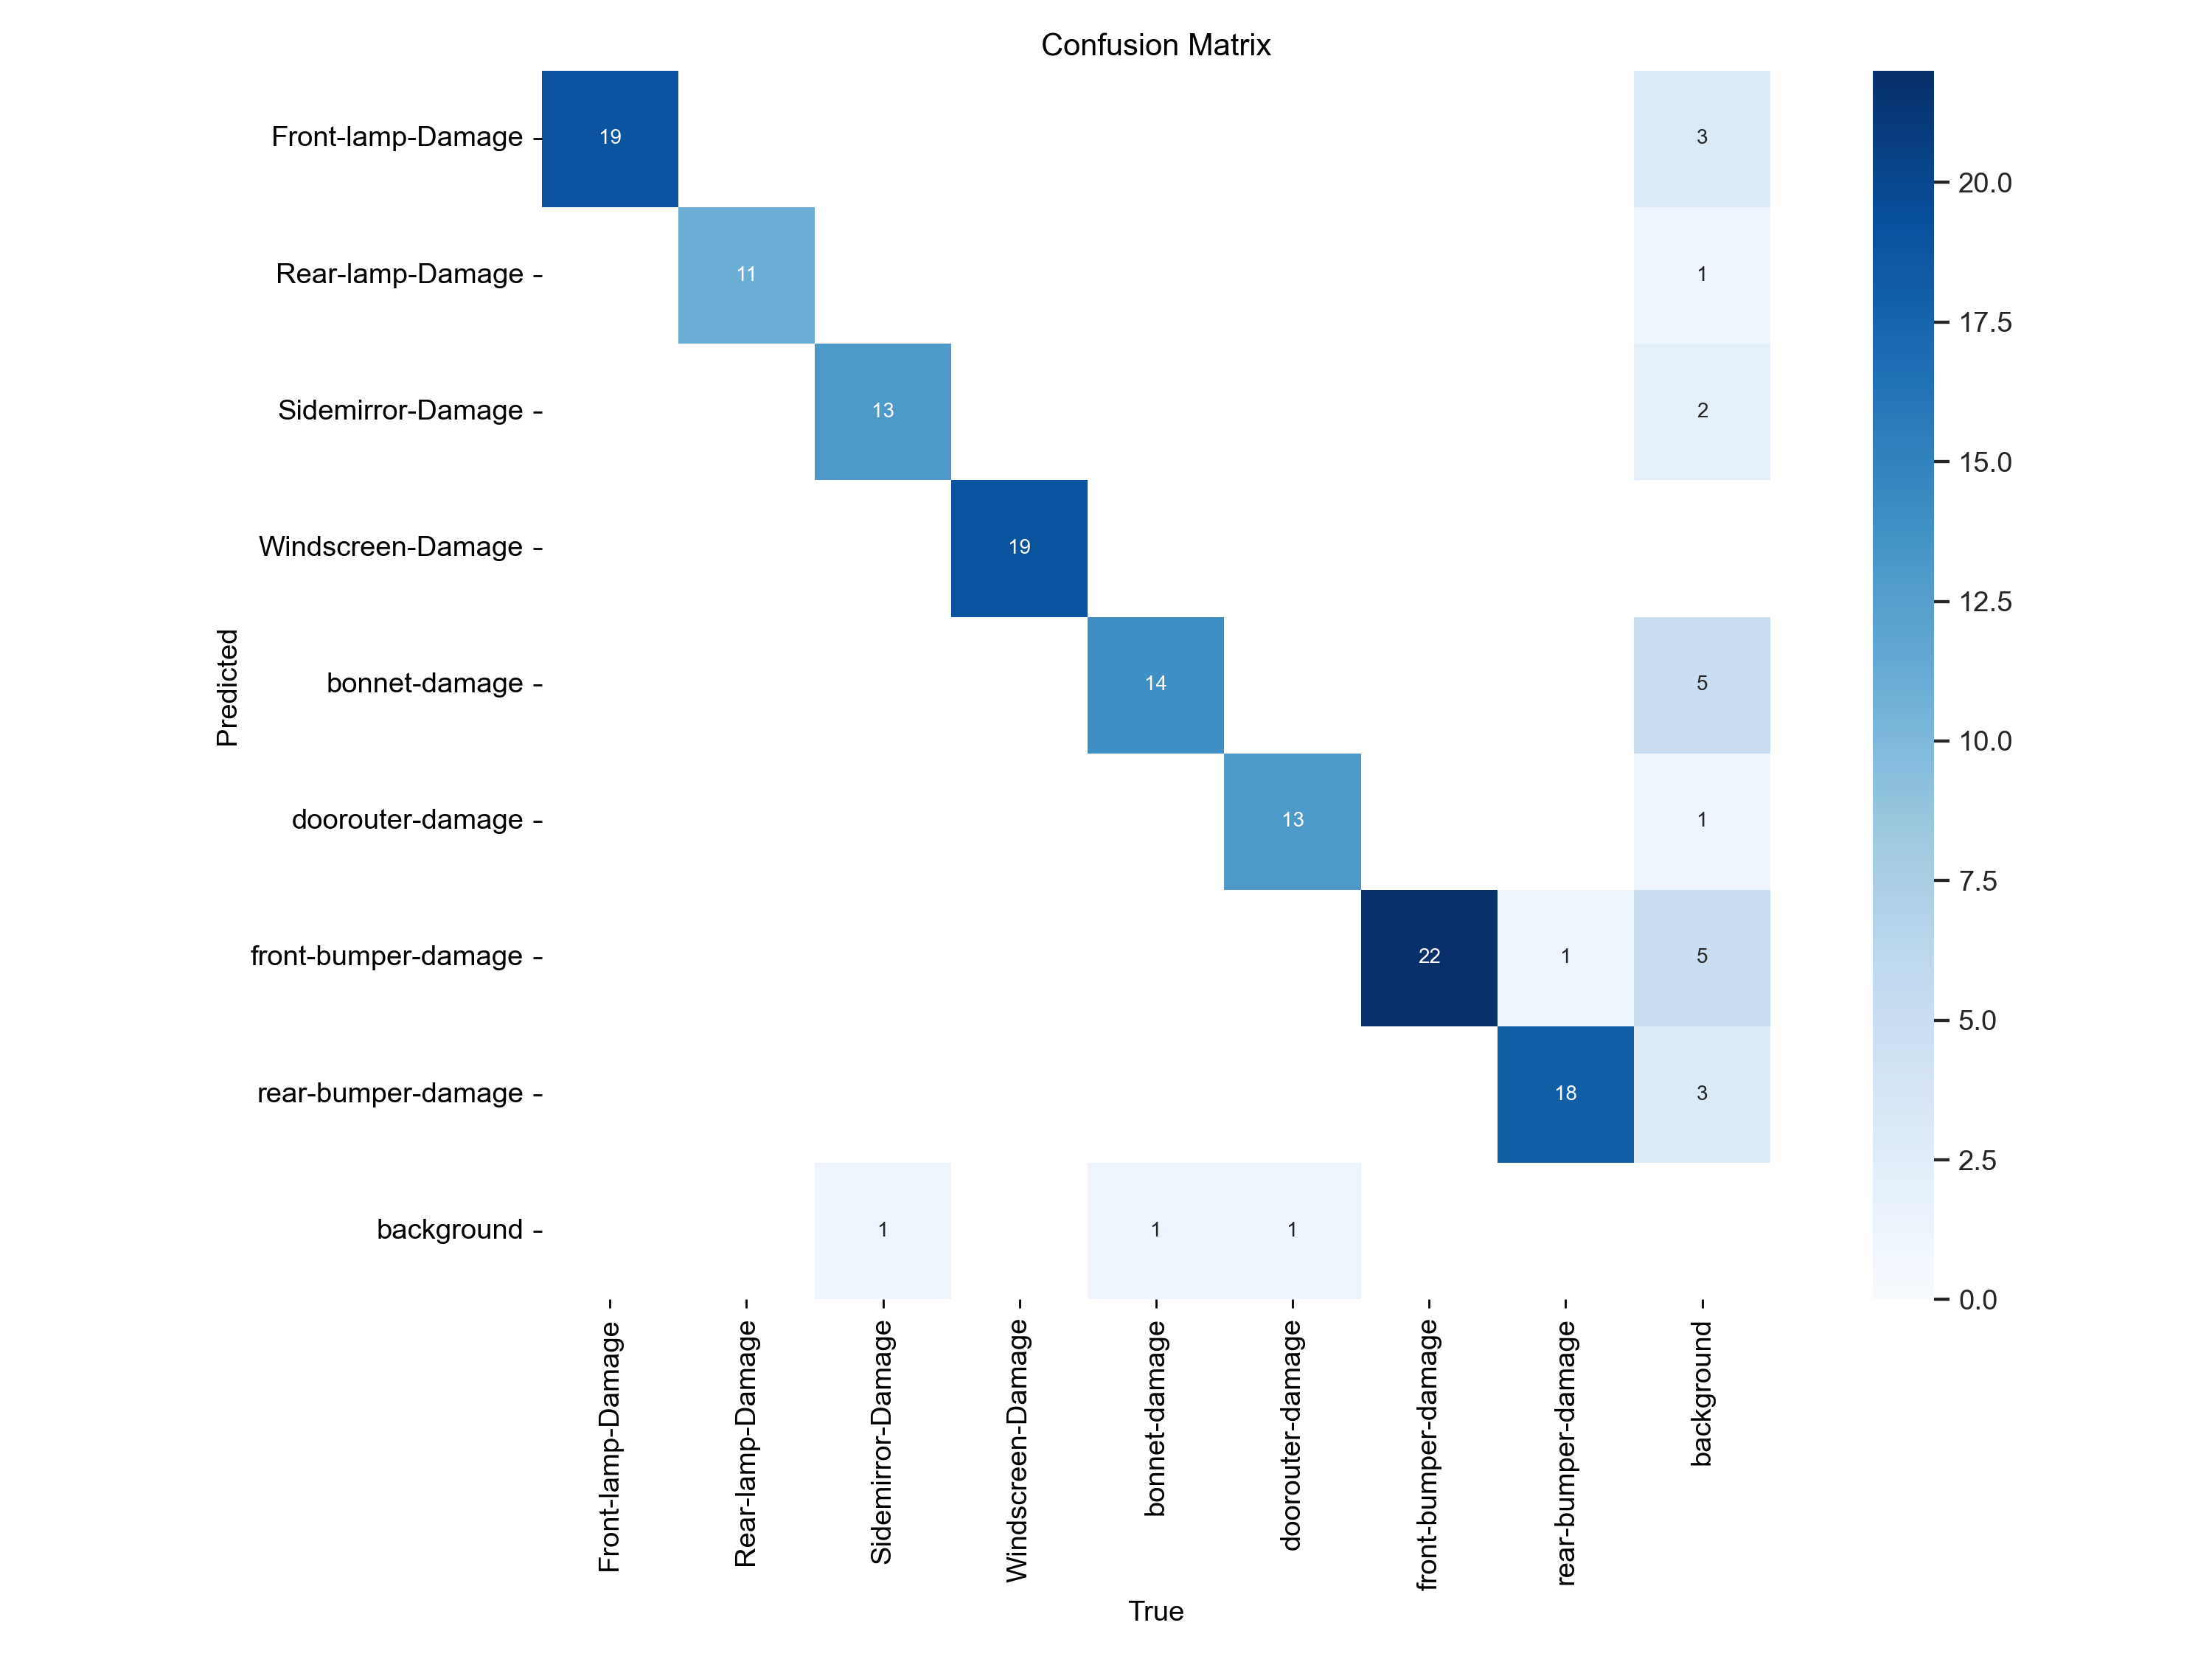 Confusion Matrix
Front-lamp-Damage 19 3
Rear-lamp-Damage 11 1
Sidemirror-Damage 13 2
Windscreen-Damage 19
bonnet-damage 14 5
doorouter-damage 13 1
front-bumper-damage 22 1 5
rear-bumper-damage 18 3
background 1 1 1
Predicted
Front-lamp-Damage
Rear-lamp-Damage
Sidemirror-Damage
Windscreen-Damage
bonnet-damage
doorouter-damage
front-bumper-damage
rear-bumper-damage
background
True
20.0
17.5
15.0
12.5
10.0
7.5
5.0
2.5
0.0